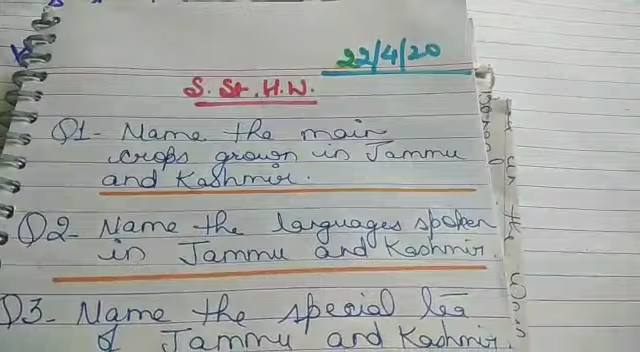 22/4/20
S. St. H.W.
Q1- Name the main
crops grown in Jammu
and Kashmir.
Q2- Name the languages spoken
in Jammu and Kashmir.
Q3- Name the special tea
of Jammu and Kashmir.